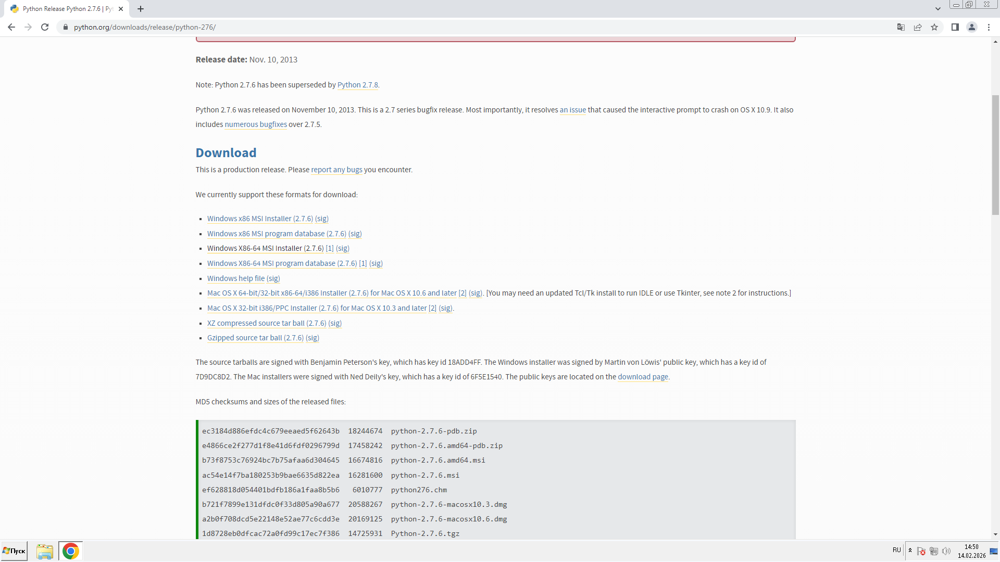 Python Release Python 2.7.6 | Pyt
python.org/downloads/release/python-276/
Release date: Nov. 10, 2013
Note: Python 2.7.6 has been superseded by Python 2.7.8.
Python 2.7.6 was released on November 10, 2013. This is a 2.7 series bugfix release. Most importantly, it resolves an issue that caused the interactive prompt to crash on OS X 10.9. It also
includes numerous bugfixes over 2.7.5.
Download
This is a production release. Please report any bugs you encounter.
We currently support these formats for download:
Windows x86 MSI Installer (2.7.6) (sig)
Windows x86 MSI program database (2.7.6) (sig)
Windows X86-64 MSI Installer (2.7.6) [1] (sig)
Windows X86-64 MSI program database (2.7.6) [1] (sig)
Windows help file (sig)
Mac OS X 64-bit/32-bit x86-64/i386 Installer (2.7.6) for Mac OS X 10.6 and later [2] (sig). [You may need an updated Tcl/Tk install to run IDLE or use Tkinter, see note 2 for instructions.]
Mac OS X 32-bit i386/PPC Installer (2.7.6) for Mac OS X 10.3 and later [2] (sig).
XZ compressed source tar ball (2.7.6) (sig)
Gzipped source tar ball (2.7.6) (sig)
The source tarballs are signed with Benjamin Peterson's key, which has key id 18ADD4FF. The Windows installer was signed by Martin von Löwis' public key, which has a key id of
7D9DC8D2. The Mac installers were signed with Ned Deily's key, which has a key id of 6F5E1540. The public keys are located on the download page.
MD5 checksums and sizes of the released files:
ec3184d886efdc4c679eeaed5f62643b 18244674 python-2.7.6-pdb.zip
e4866ce2f277d1f8e41d6fdf0296799d 17458242 python-2.7.6.amd64-pdb.zip
b73f8753c76924bc7b75afaa6d304645 16674816 python-2.7.6.amd64.msi
ac54e14f7ba180253b9bae6635d822ea 16281600 python-2.7.6.msi
ef628818d054401bdfb186a1faa8b5b6 6010777 python276.chm
b721f7899e131dfdc0f33d805a90a677 20588267 python-2.7.6-macosx10.3.dmg
a2b0f708dcd5e22148e52ae77c6cdd3e 20169125 python-2.7.6-macosx10.6.dmg
1d8728eb0dfcac72a0fd99c17ec7f386 14725931 Python-2.7.6.tgz
Пуск
RU
14:50
14.02.2026